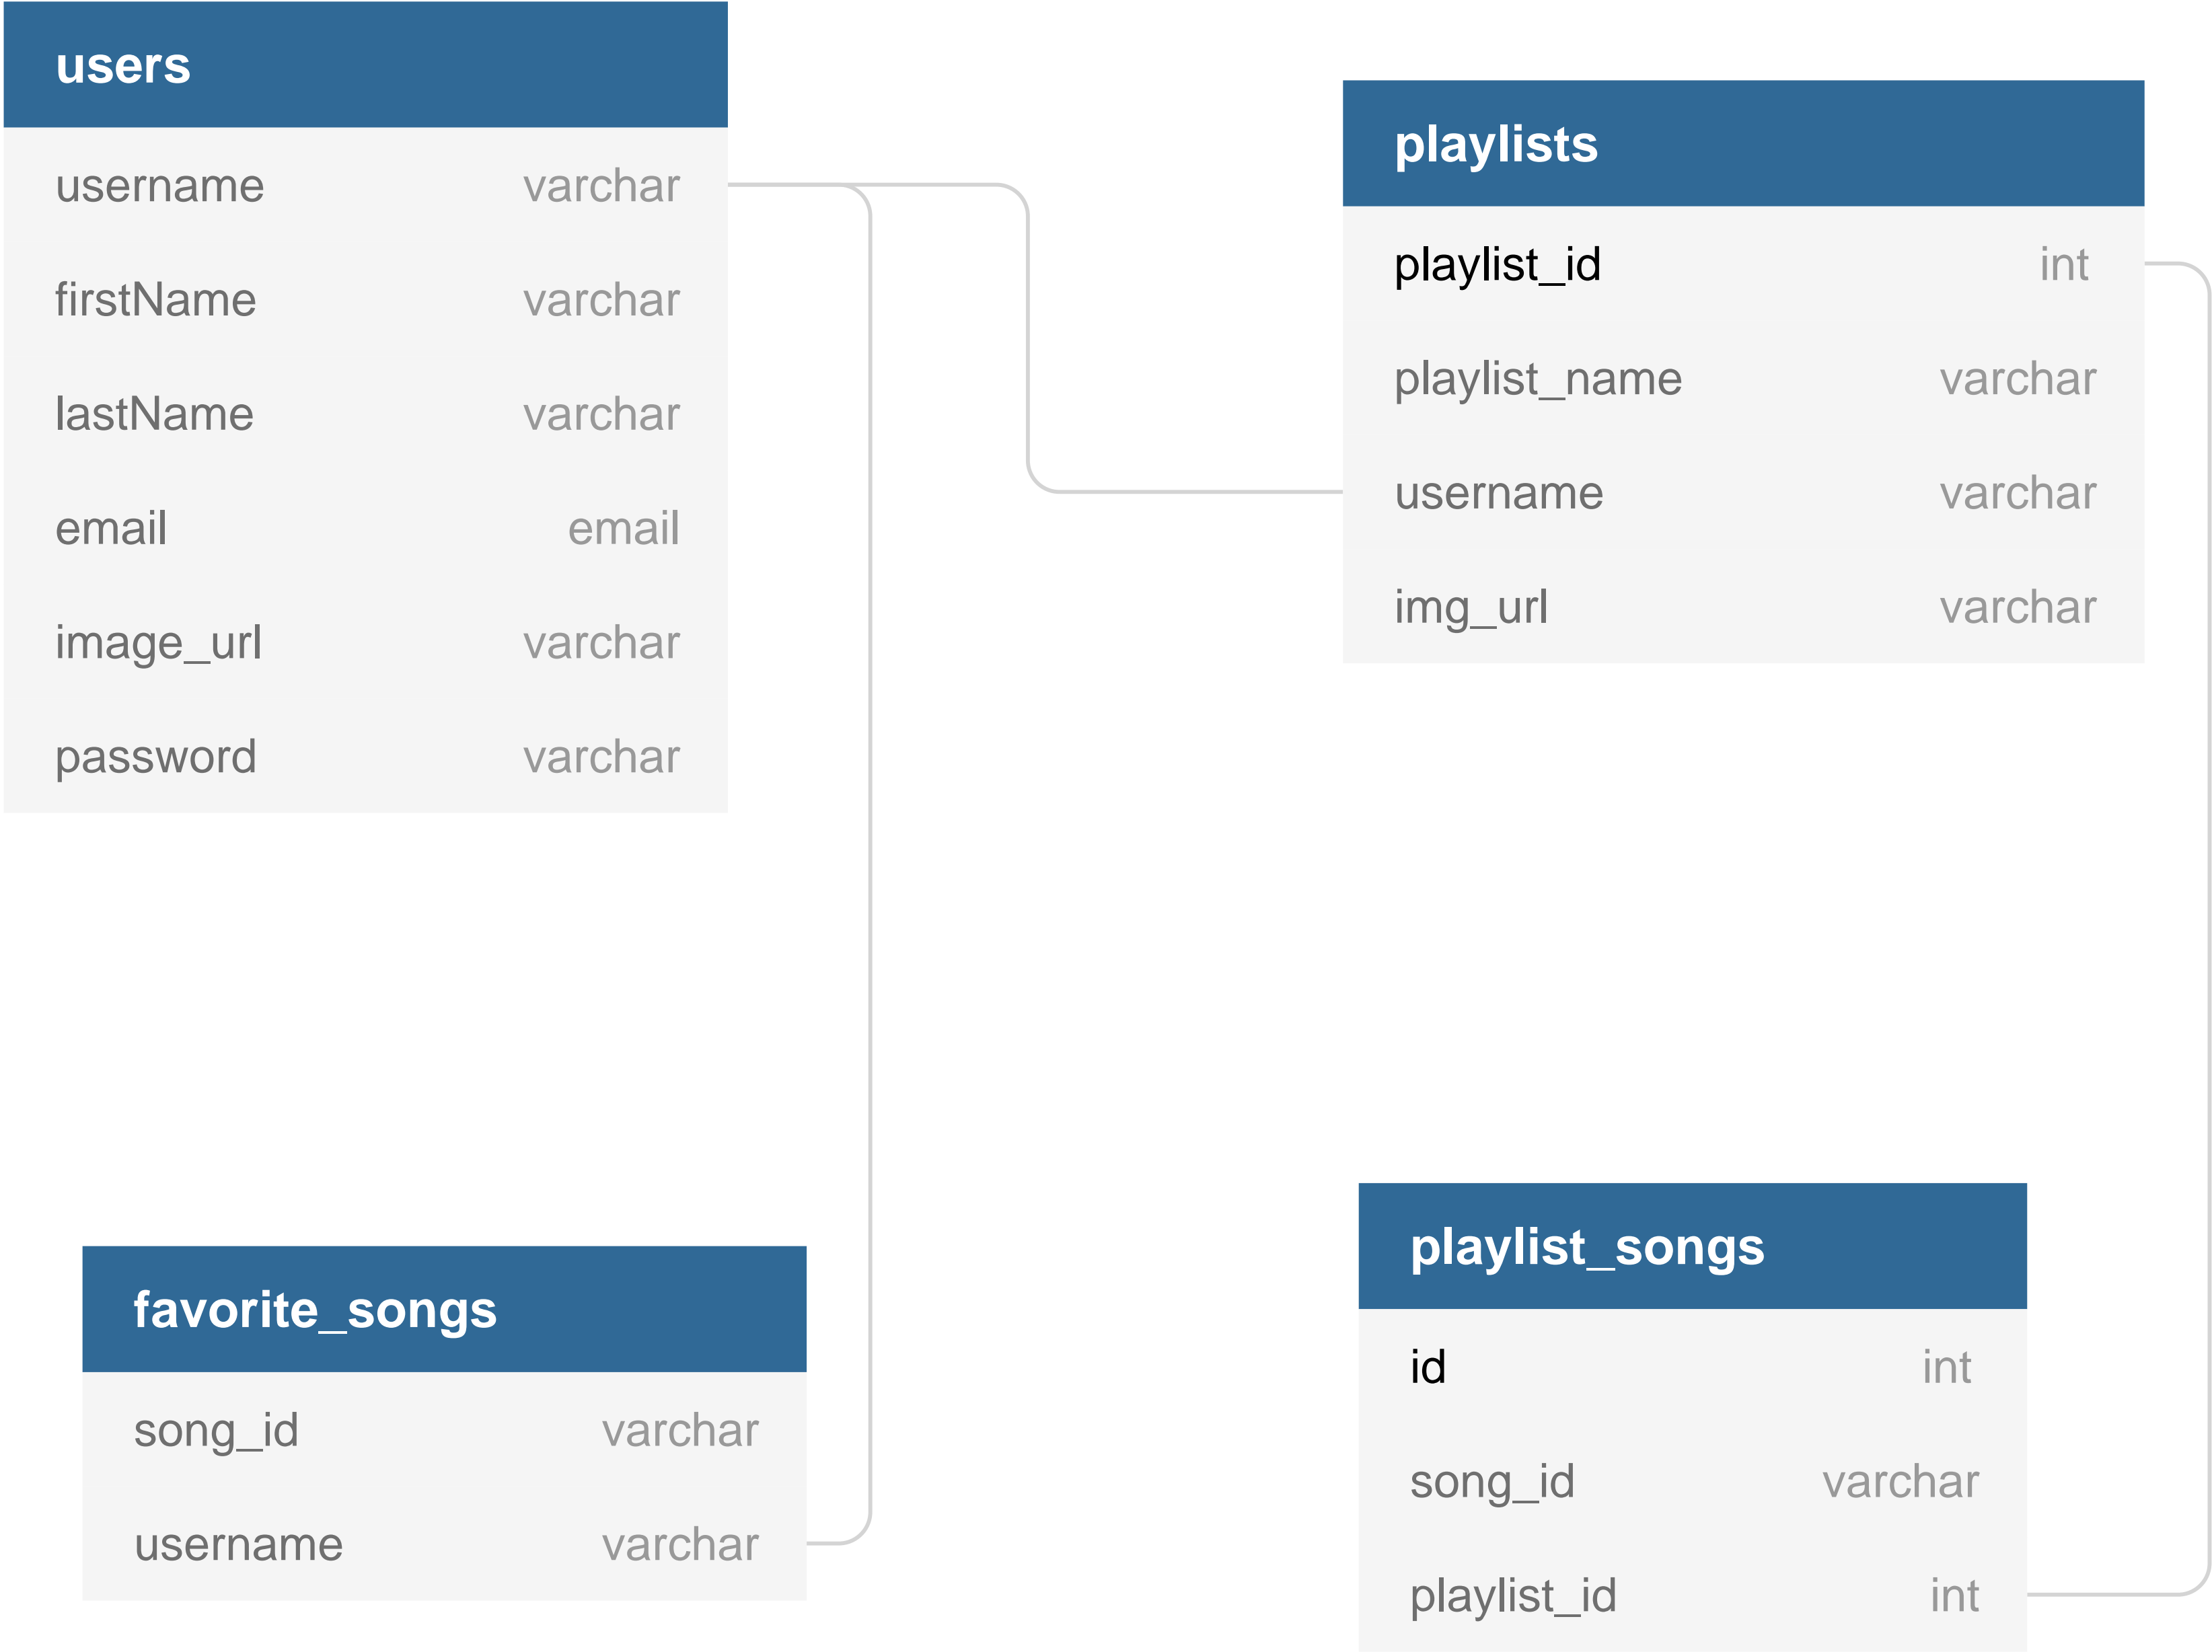 users
username varchar
firstName varchar
lastName varchar
email email
image_url varchar
password varchar
playlists
playlist_id int
playlist_name varchar
username varchar
img_url varchar
favorite_songs
song_id varchar
username varchar
playlist_songs
id int
song_id varchar
playlist_id int